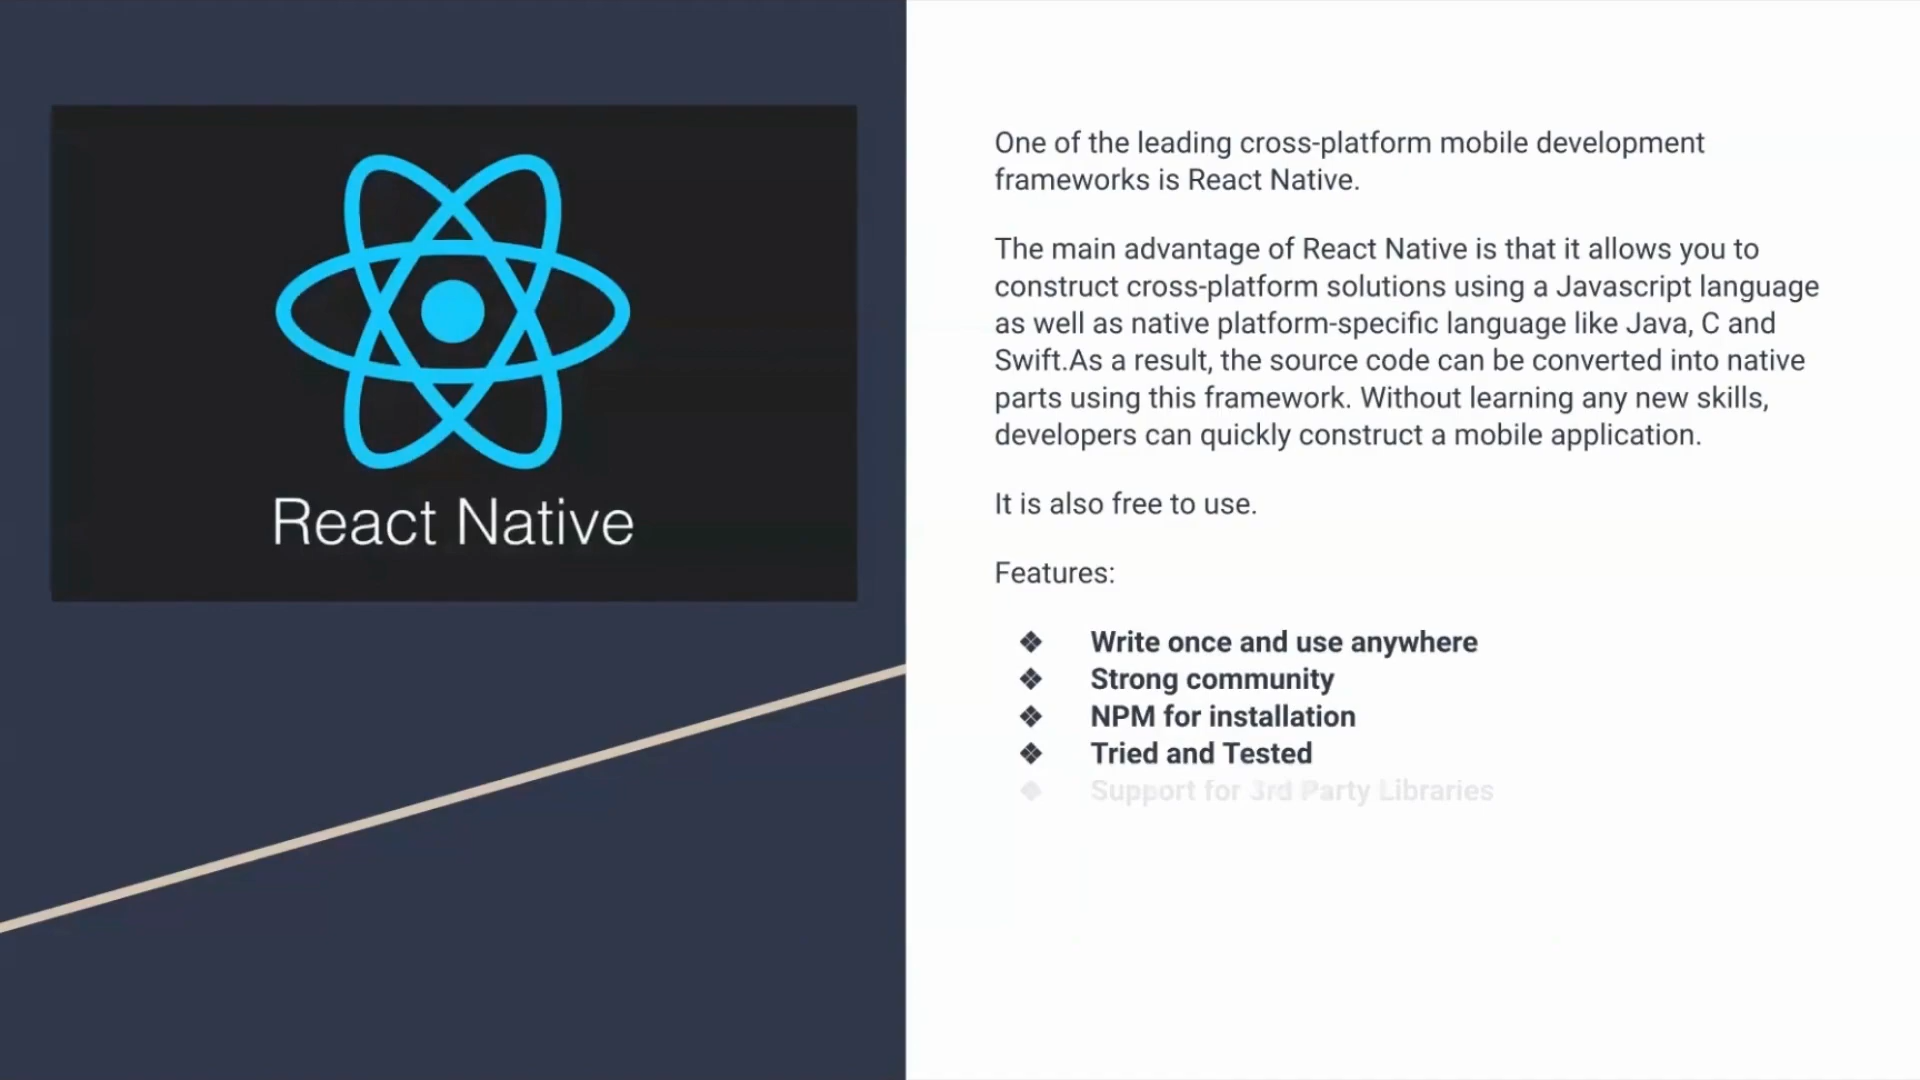 React Native
One of the leading cross-platform mobile development
frameworks is React Native.
The main advantage of React Native is that it allows you to
construct cross-platform solutions using a Javascript language
as well as native platform-specific language like Java, C and
Swift.As a result, the source code can be converted into native
parts using this framework. Without learning any new skills,
developers can quickly construct a mobile application.
It is also free to use.
Features:
❖ Write once and use anywhere
❖ Strong community
❖ NPM for installation
❖ Tried and Tested
❖ Support for 3rd Party Libraries